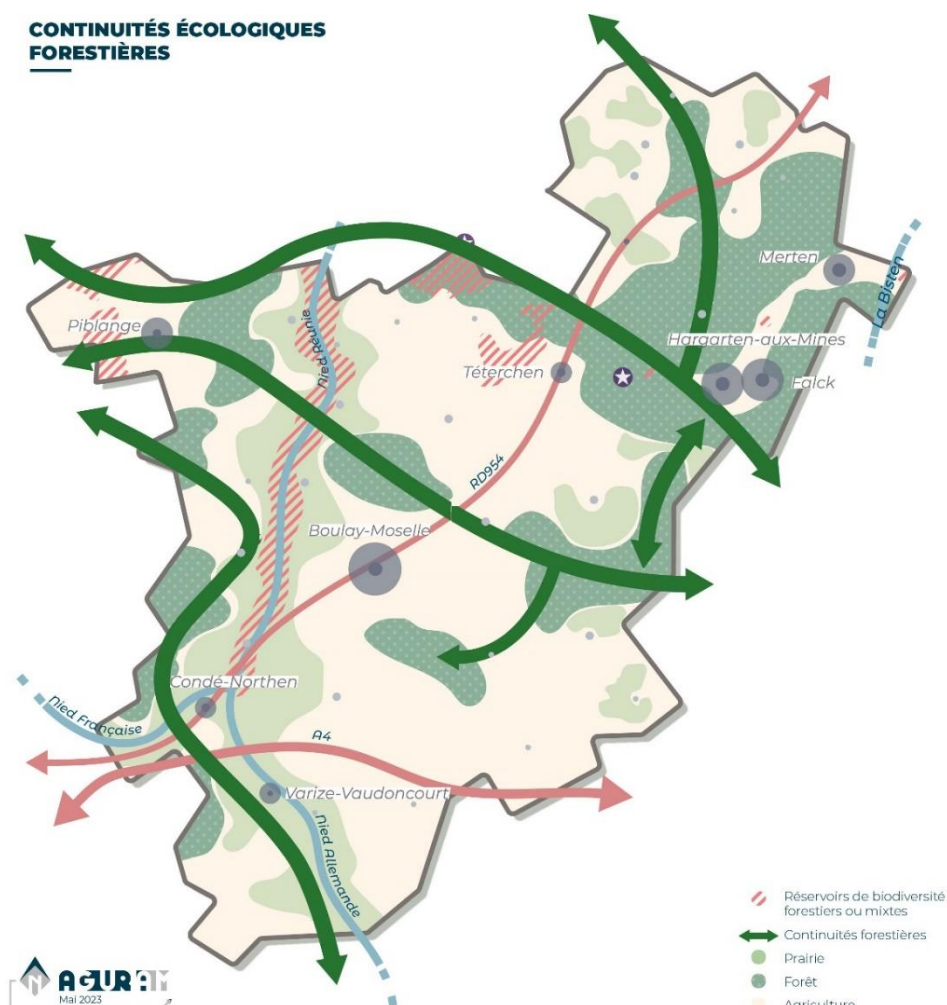 CONTINUITÉS ÉCOLOGIQUES
FORESTIÈRES
Merten
La Bisten
Piblange
Nied Réunie
Hargarten-aux-Mines
Téterchen
Falck
RD954
Boulay-Moselle
Condé-Northen
Nied Française
A4
Varize-Vaudoncourt
Nied Allemande
Réservoirs de biodiversité
forestiers ou mixtes
Continuités forestières
Prairie
Forêt
Agriculture
N
AGURAM
Mai 2023